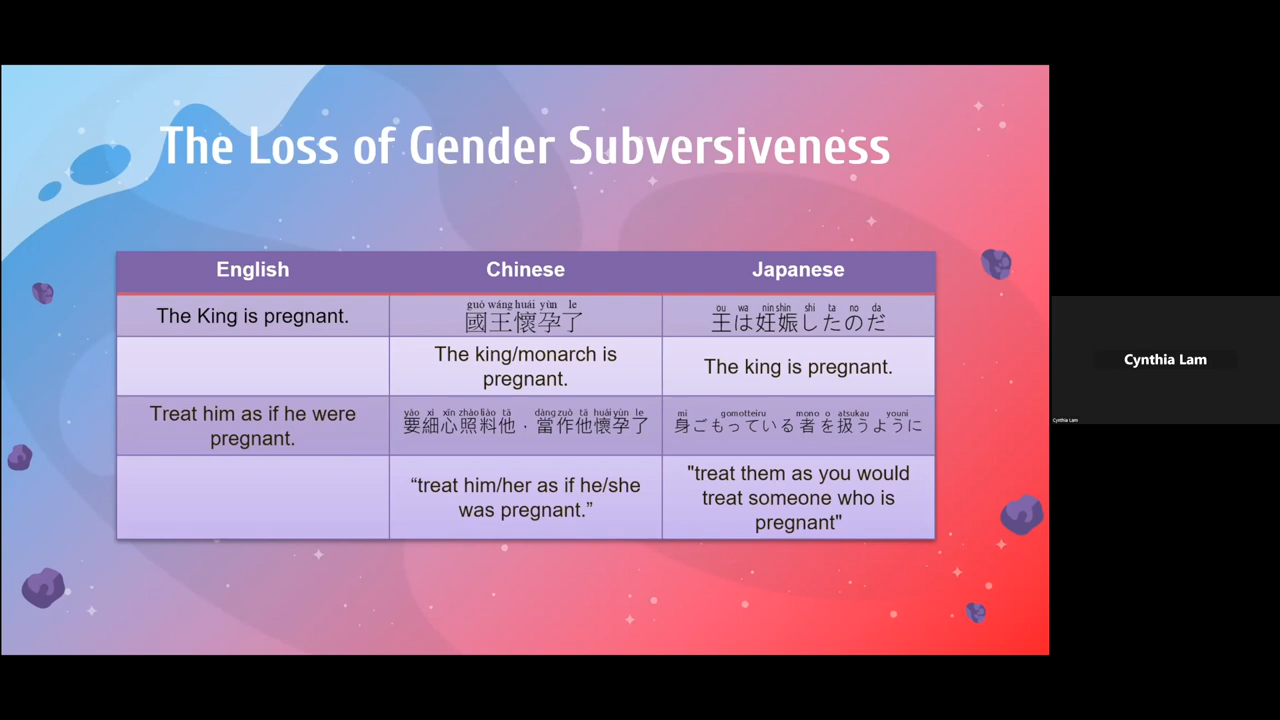 The Loss of Gender Subversiveness
English
Chinese
Japanese
The King is pregnant.
guó wáng huái yùn le
國王懷孕了
ou wa nin shin shi ta no da
王は妊娠したのだ
The king/monarch is
pregnant.
The king is pregnant.
Treat him as if he were
pregnant.
yào xì xīn zhào liào tā dàng zuò tā huái yùn le
要細心照料他，當作他懷孕了
mi gomotteiru mono o atsukau youni
身ごもっている者を扱うように
“treat him/her as if he/she
was pregnant.”
"treat them as you would
treat someone who is
pregnant"
Cynthia Lam
Cynthia Lam